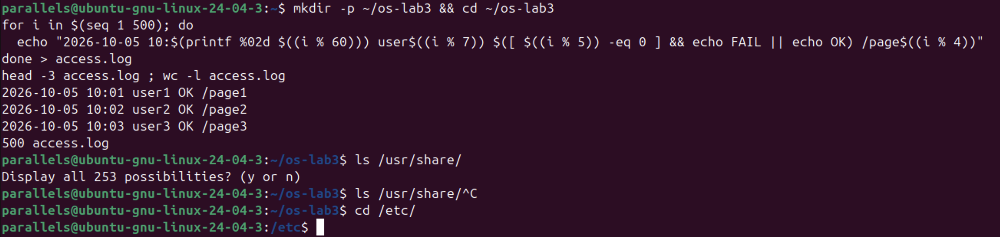 parallels@ubuntu-gnu-linux-24-04-3:~$ mkdir -p ~/os-lab3 && cd ~/os-lab3
for i in $(seq 1 500); do
  echo "2026-10-05 10:$(printf %02d $((i % 60))) user$((i % 7)) $([ $((i % 5)) -eq 0 ] && echo FAIL || echo OK) /page$((i % 4))"
done > access.log
head -3 access.log ; wc -l access.log
2026-10-05 10:01 user1 OK /page1
2026-10-05 10:02 user2 OK /page2
2026-10-05 10:03 user3 OK /page3
500 access.log
parallels@ubuntu-gnu-linux-24-04-3:~/os-lab3$ ls /usr/share/
Display all 253 possibilities? (y or n)
parallels@ubuntu-gnu-linux-24-04-3:~/os-lab3$ ls /usr/share/^C
parallels@ubuntu-gnu-linux-24-04-3:~/os-lab3$ cd /etc/
parallels@ubuntu-gnu-linux-24-04-3:/etc$